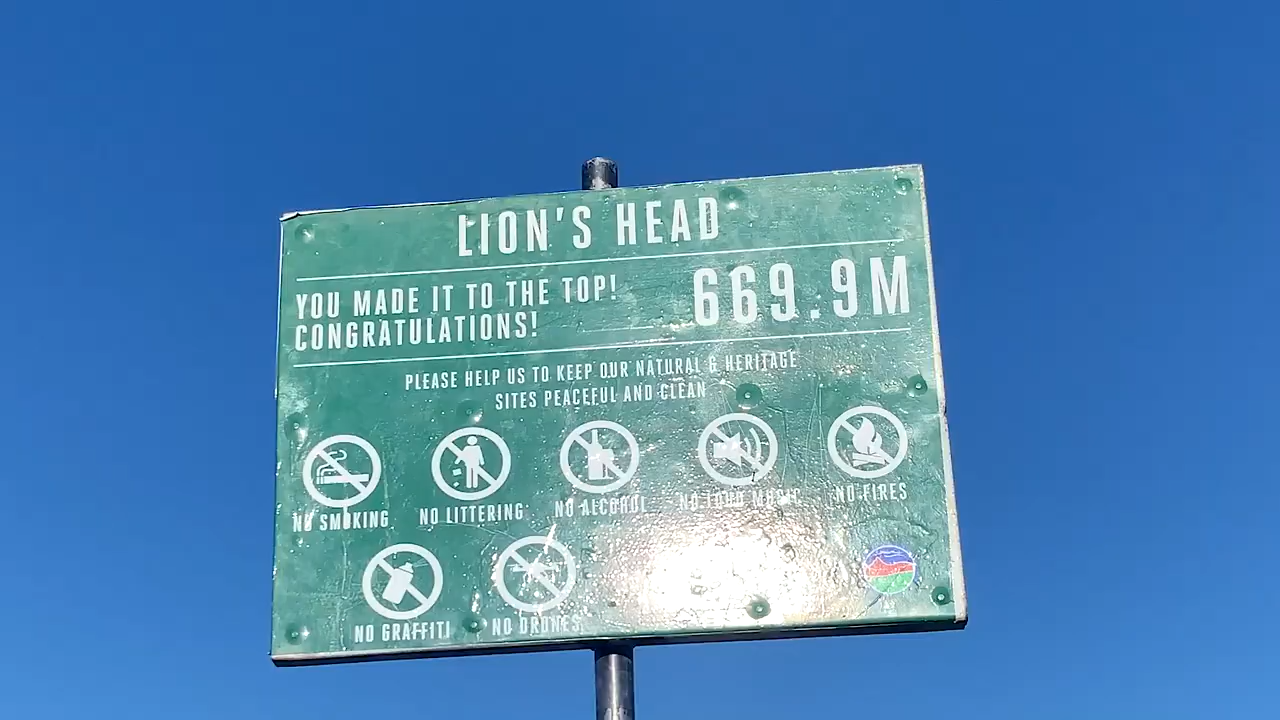 LION'S HEAD
YOU MADE IT TO THE TOP!
CONGRATULATIONS!
669.9M
PLEASE HELP US TO KEEP OUR NATURAL & HERITAGE
SITES PEACEFUL AND CLEAN
NO SMOKING
NO LITTERING
NO ALCOHOL
NO LOUD MUSIC
NO FIRES
NO GRAFFITI
NO DRONES